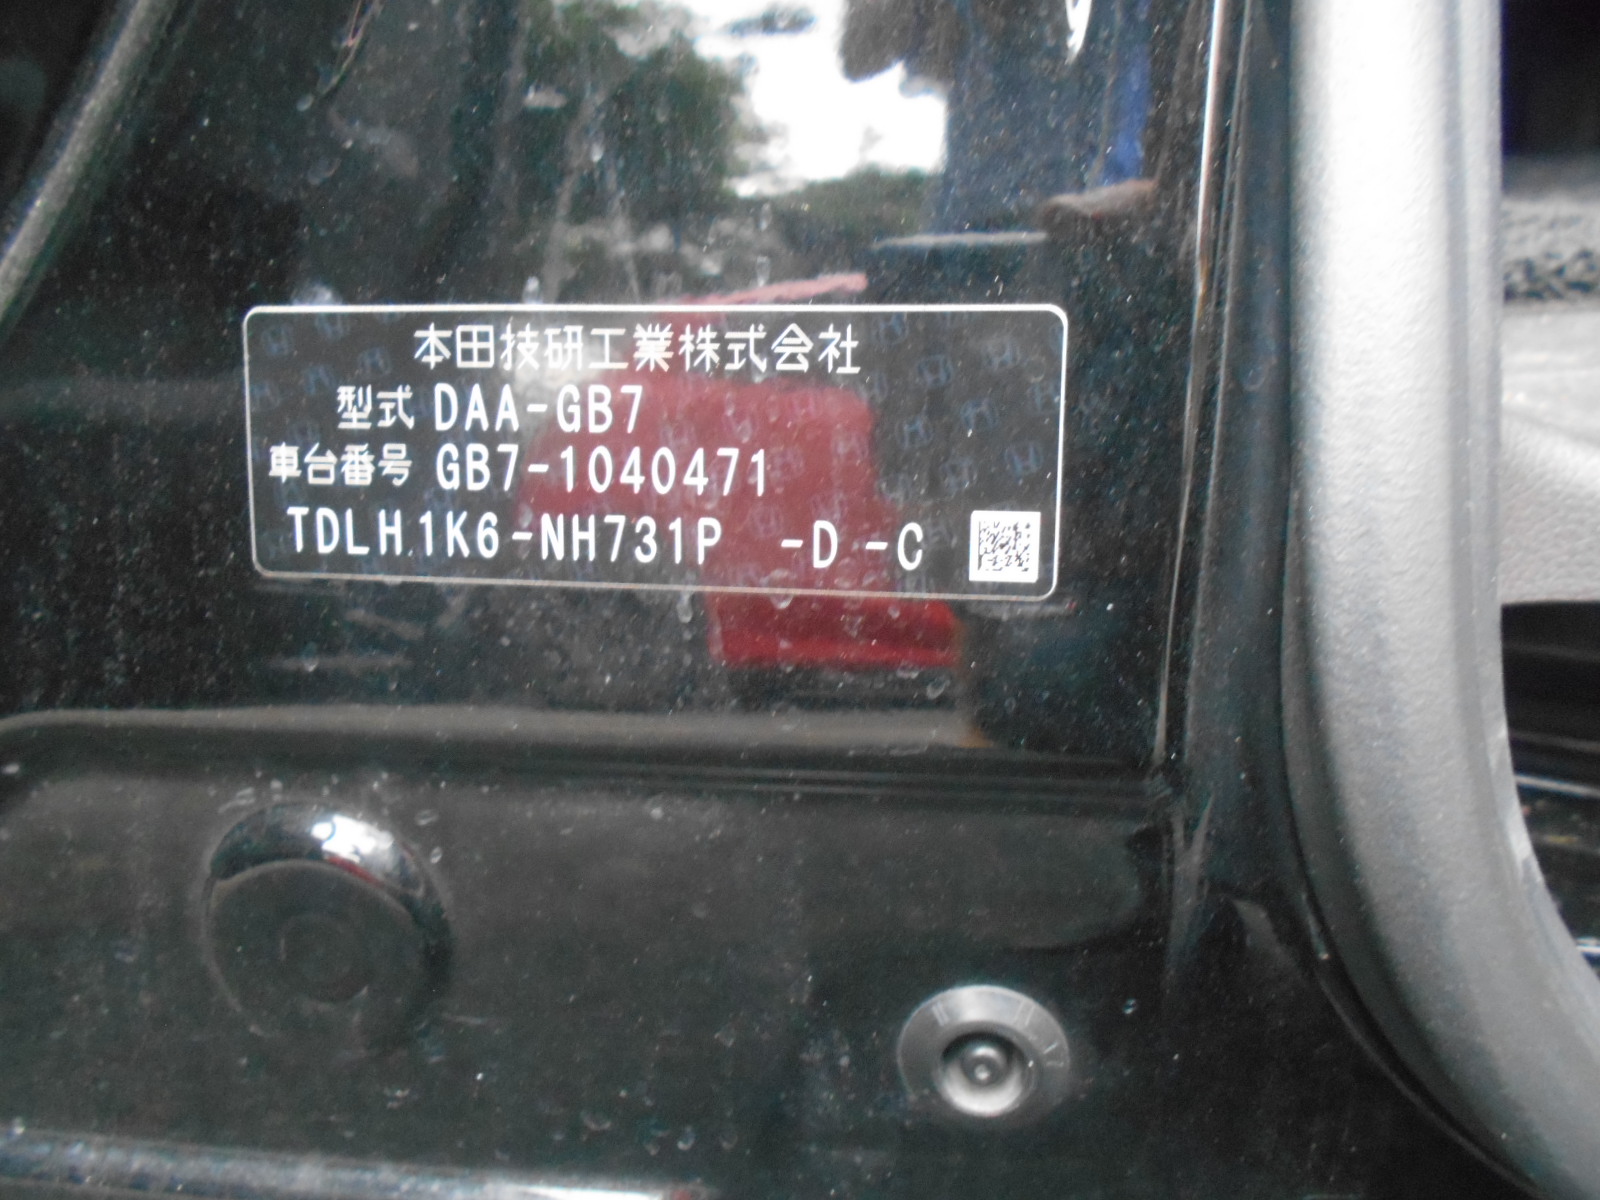 本田技研工業株式会社
型式 DAA-GB7
車台番号 GB7-1040471
TDLH1K6-NH731P -D -C